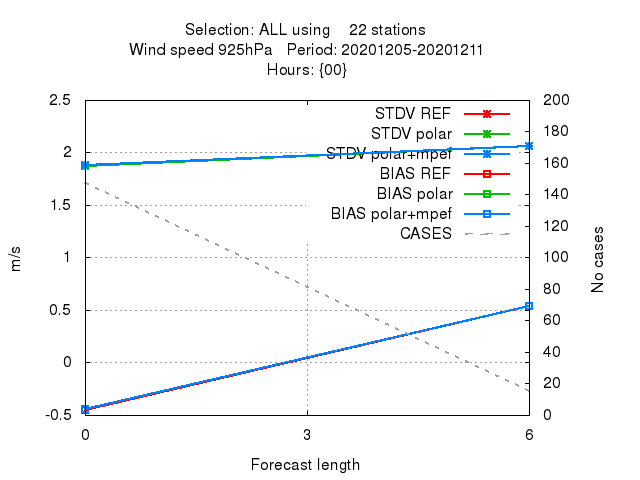 Selection: ALL using 22 stations
Wind speed 925hPa Period: 20201205-20201211
Hours: {00}
2.5
2
1.5
1
0.5
0
-0.5
200
180
160
140
120
100
80
60
40
20
0
STDV REF
STDV polar
STDV polar+mpef
BIAS REF
BIAS polar
BIAS polar+mpef
CASES
m/s
No cases
0 3 6
Forecast length